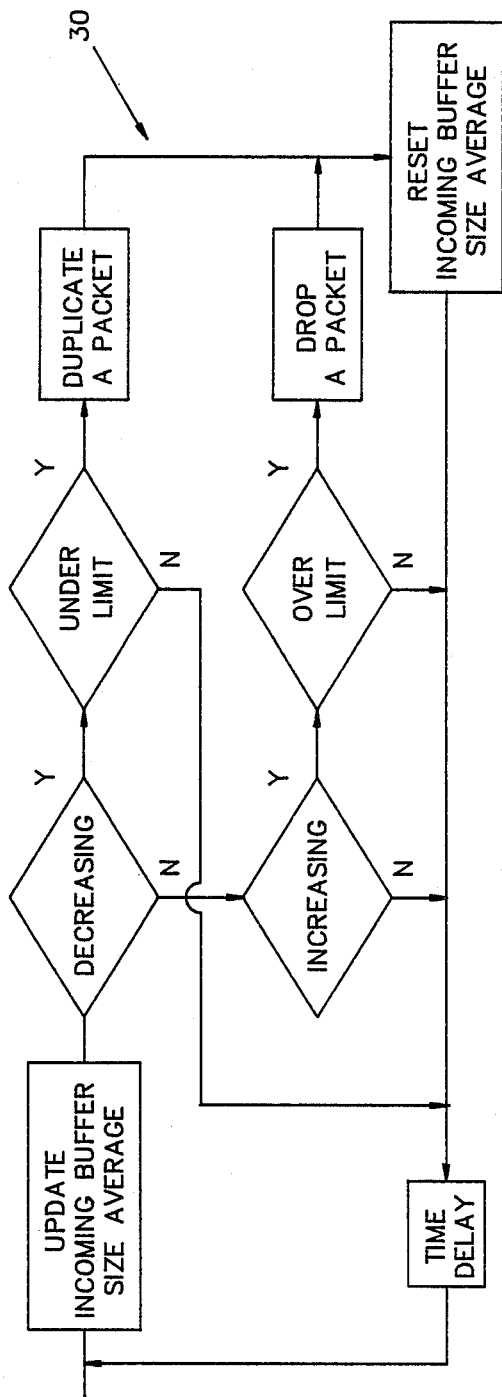 30
UPDATE
INCOMING BUFFER
SIZE AVERAGE
DECREASING
Y
N
UNDER
LIMIT
Y
N
DUPLICATE
A PACKET
INCREASING
Y
N
OVER
LIMIT
Y
N
DROP
A PACKET
TIME
DELAY
RESET
INCOMING BUFFER
SIZE AVERAGE